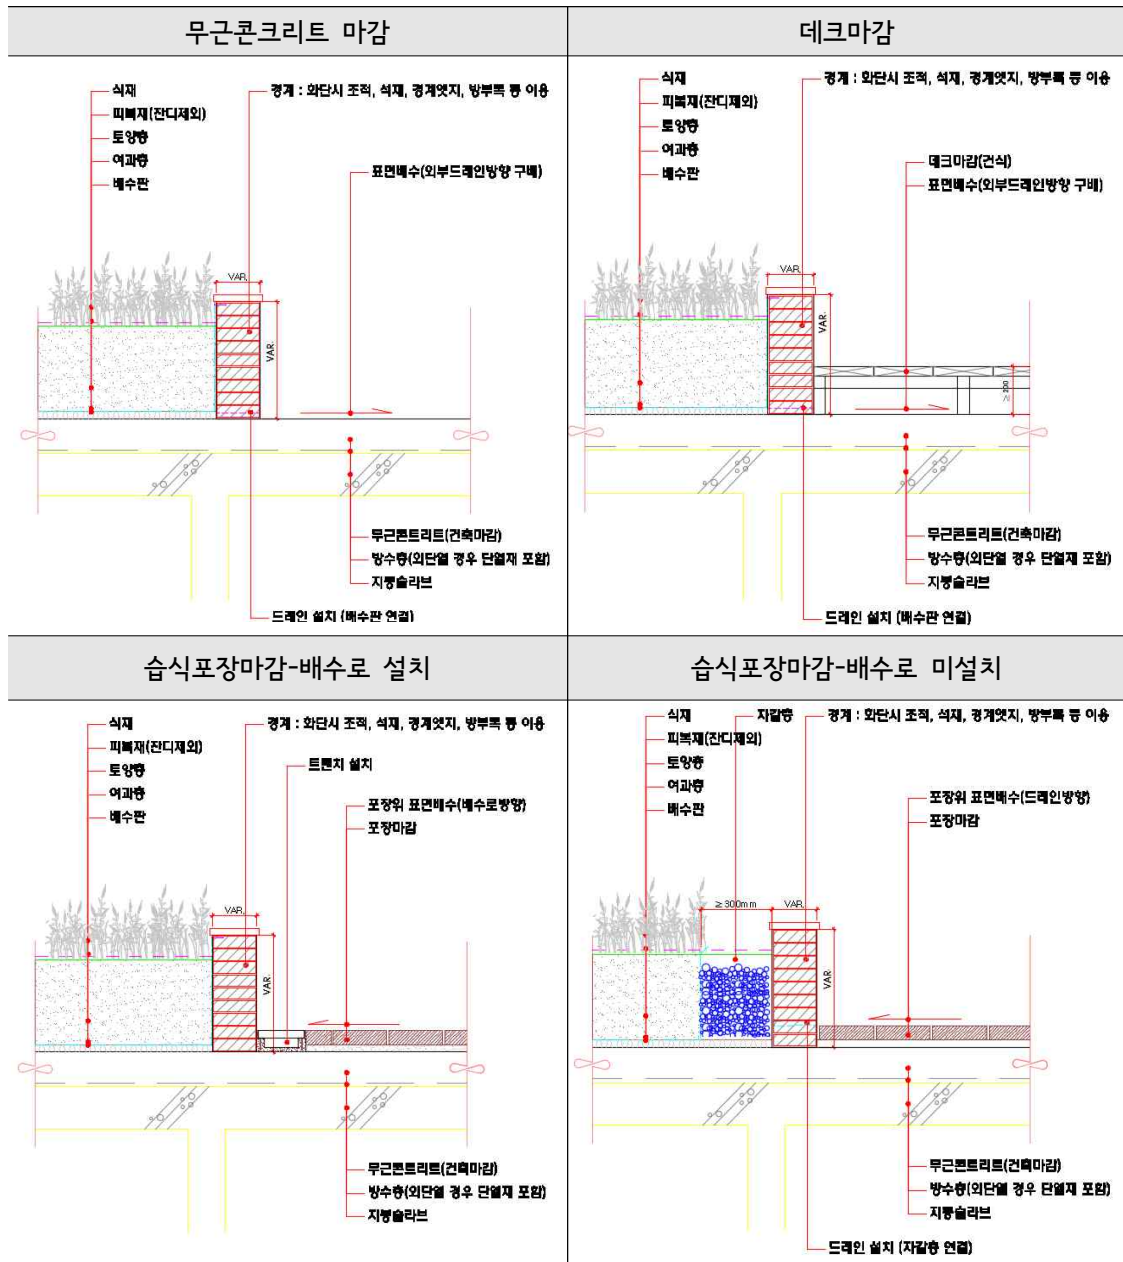 무근콘크리트 마감
식재
피복재(잔디제외)
토양층
여과층
배수판
경계 : 화단시 조적, 석재, 경계엣지, 방부목 등 이용
표면배수(외부드레인방향 구배)
VAR.
VAR.
무근콘트리트(건축마감)
방수층(외단열 경우 단열재 포함)
지붕슬라브
드레인 설치 (배수판 연결)
데크마감
식재
피복재(잔디제외)
토양층
여과층
배수판
경계 : 화단시 조적, 석재, 경계엣지, 방부목 등 이용
데크마감(건식)
표면배수(외부드레인방향 구배)
VAR.
VAR.
≥ 200
무근콘트리트(건축마감)
방수층(외단열 경우 단열재 포함)
지붕슬라브
드레인 설치 (배수판 연결)
습식포장마감-배수로 설치
식재
피복재(잔디제외)
토양층
여과층
배수판
경계 : 화단시 조적, 석재, 경계엣지, 방부목 등 이용
트렌치 설치
포장위 표면배수(배수로방향)
포장마감
VAR.
VAR.
무근콘트리트(건축마감)
방수층(외단열 경우 단열재 포함)
지붕슬라브
습식포장마감-배수로 미설치
식재
피복재(잔디제외)
토양층
여과층
배수판
자갈층
경계 : 화단시 조적, 석재, 경계엣지, 방부목 등 이용
포장위 표면배수(드레인방향)
포장마감
≥ 300mm
VAR.
VAR.
무근콘트리트(건축마감)
방수층(외단열 경우 단열재 포함)
지붕슬라브
드레인 설치 (자갈층 연결)